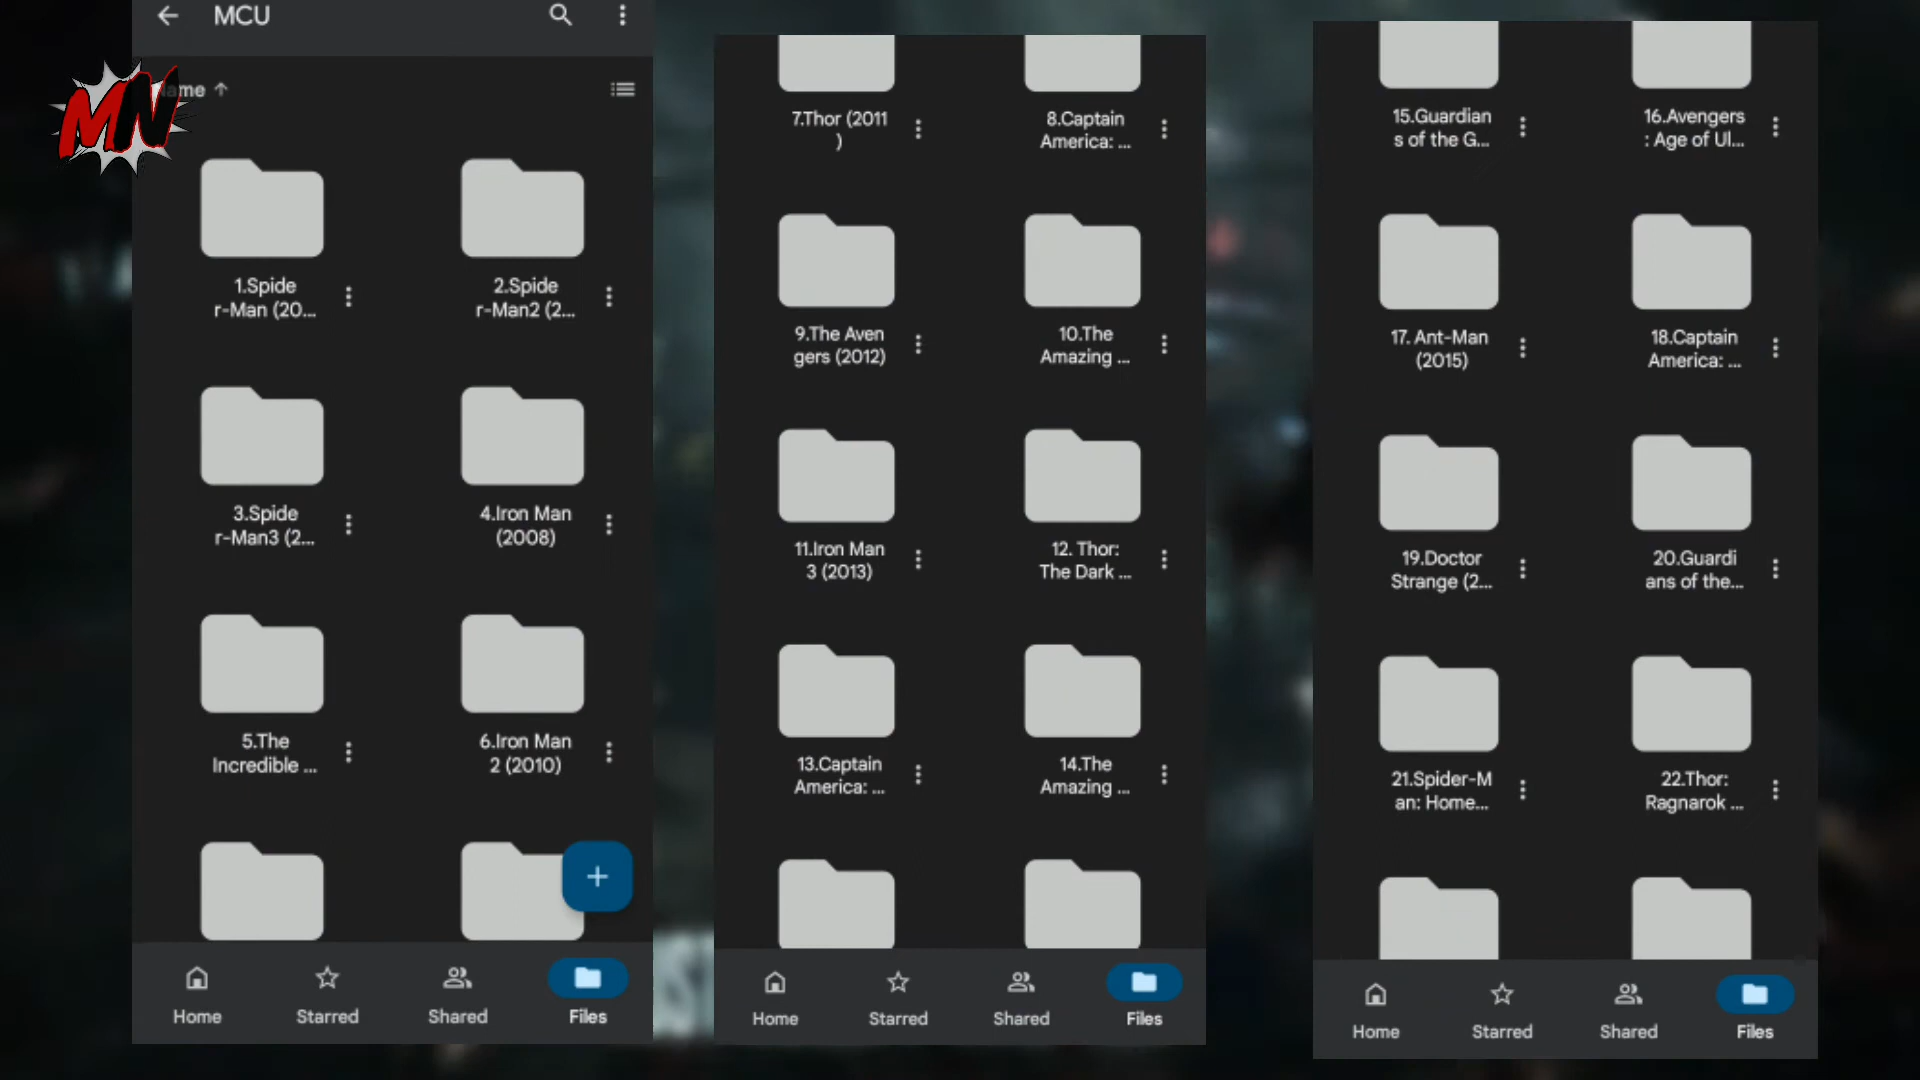 MCU
MN
ame ↑
1.Spide
r-Man (20...
2.Spide
r-Man2 (2...
3.Spide
r-Man3 (2...
4.Iron Man
(2008)
5.The
Incredible ...
6.Iron Man
2 (2010)
Home
Starred
Shared
Files
7.Thor (2011
)
8.Captain
America: ...
9.The Aven
gers (2012)
10.The
Amazing ...
11.Iron Man
3 (2013)
12. Thor:
The Dark ...
13.Captain
America: ...
14.The
Amazing ...
Home
Starred
Shared
Files
15.Guardian
s of the G...
16.Avengers
: Age of Ul...
17. Ant-Man
(2015)
18.Captain
America: ...
19.Doctor
Strange (2...
20.Guardi
ans of the...
21.Spider-M
an: Home...
22.Thor:
Ragnarok ...
Home
Starred
Shared
Files